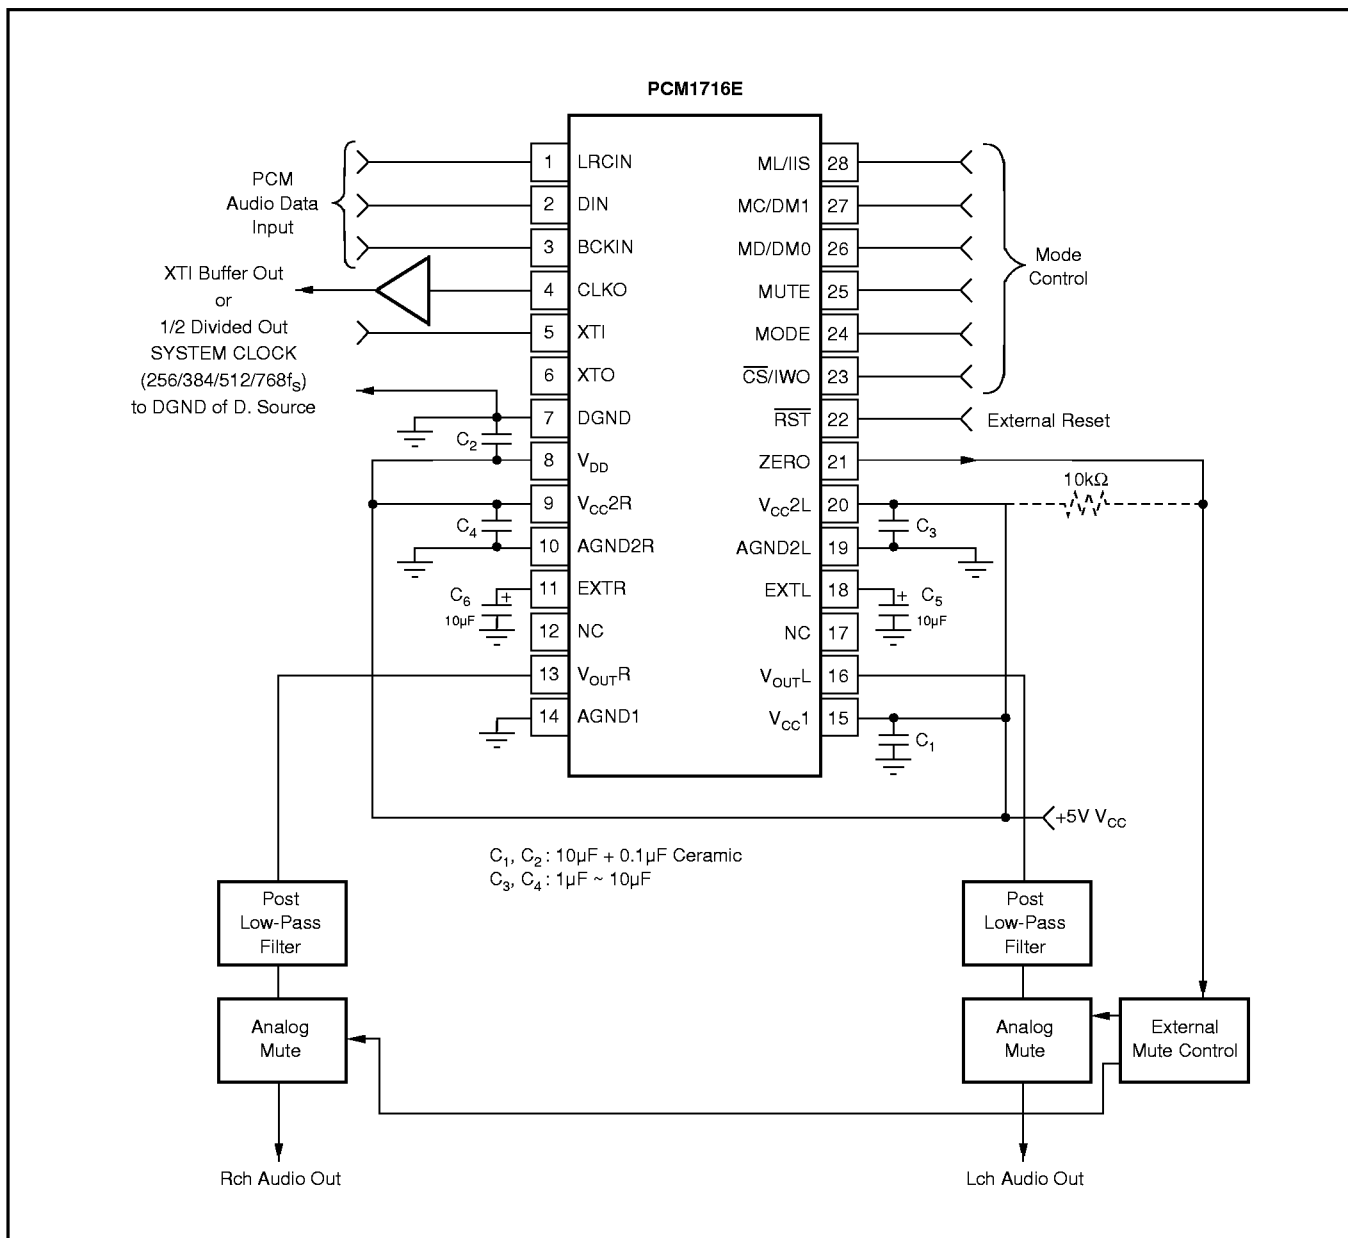 PCM1716E
PCM
Audio Data
Input
XTI Buffer Out
or
1/2 Divided Out
SYSTEM CLOCK
(256/384/512/768fS)
to DGND of D. Source
1 LRCIN
2 DIN
3 BCKIN
4 CLKO
5 XTI
6 XTO
7 DGND
8 VDD
9 VCC2R
10 AGND2R
11 EXTR
12 NC
13 VOUTR
14 AGND1
C2
C4
C6
+
10µF
ML/IIS 28
MC/DM1 27
MD/DM0 26
MUTE 25
MODE 24
C̅S̅/IWO 23
R̅S̅T̅ 22
ZERO 21
VCC2L 20
AGND2L 19
EXTL 18
NC 17
VOUTL 16
VCC1 15
Mode
Control
External Reset
10kΩ
C3
+ C5
10µF
C1
+5V VCC
C1, C2 : 10µF + 0.1µF Ceramic
C3, C4 : 1µF ~ 10µF
Post
Low-Pass
Filter
Analog
Mute
Rch Audio Out
Post
Low-Pass
Filter
Analog
Mute
Lch Audio Out
External
Mute Control